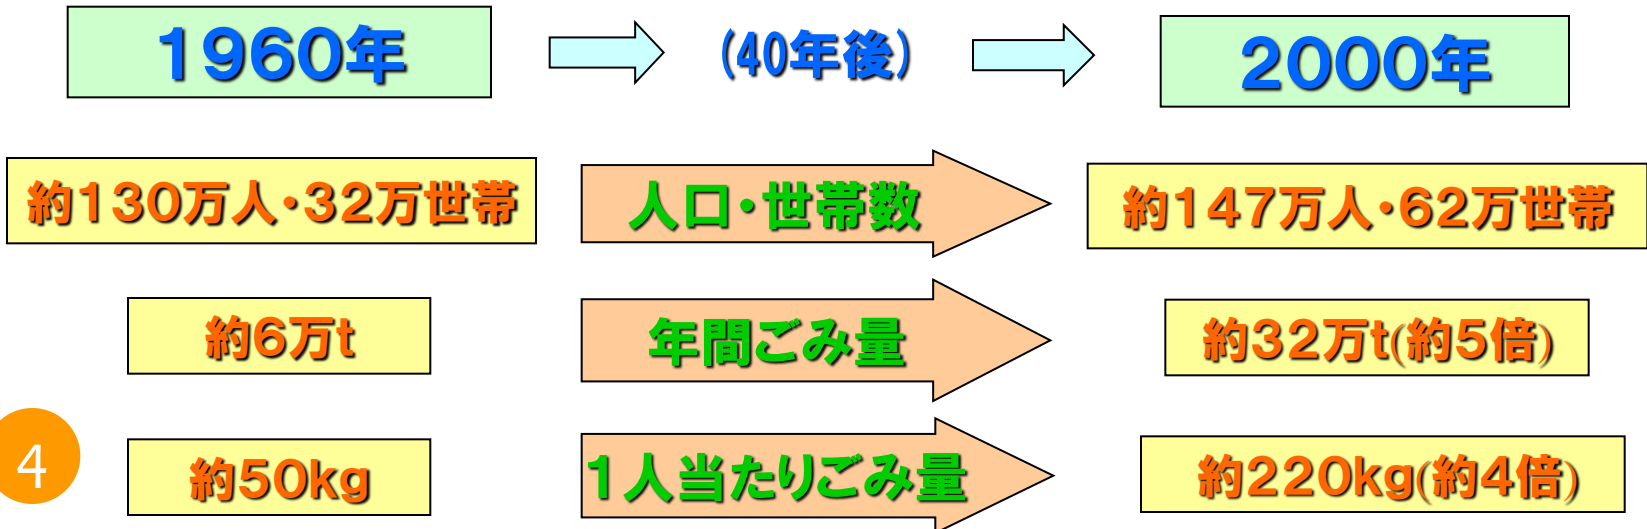 1960年
(40年後)
2000年
約130万人・32万世帯
人口・世帯数
約147万人・62万世帯
約6万t
年間ごみ量
約32万t(約5倍)
4
約50kg
1人当たりごみ量
約220kg(約4倍)